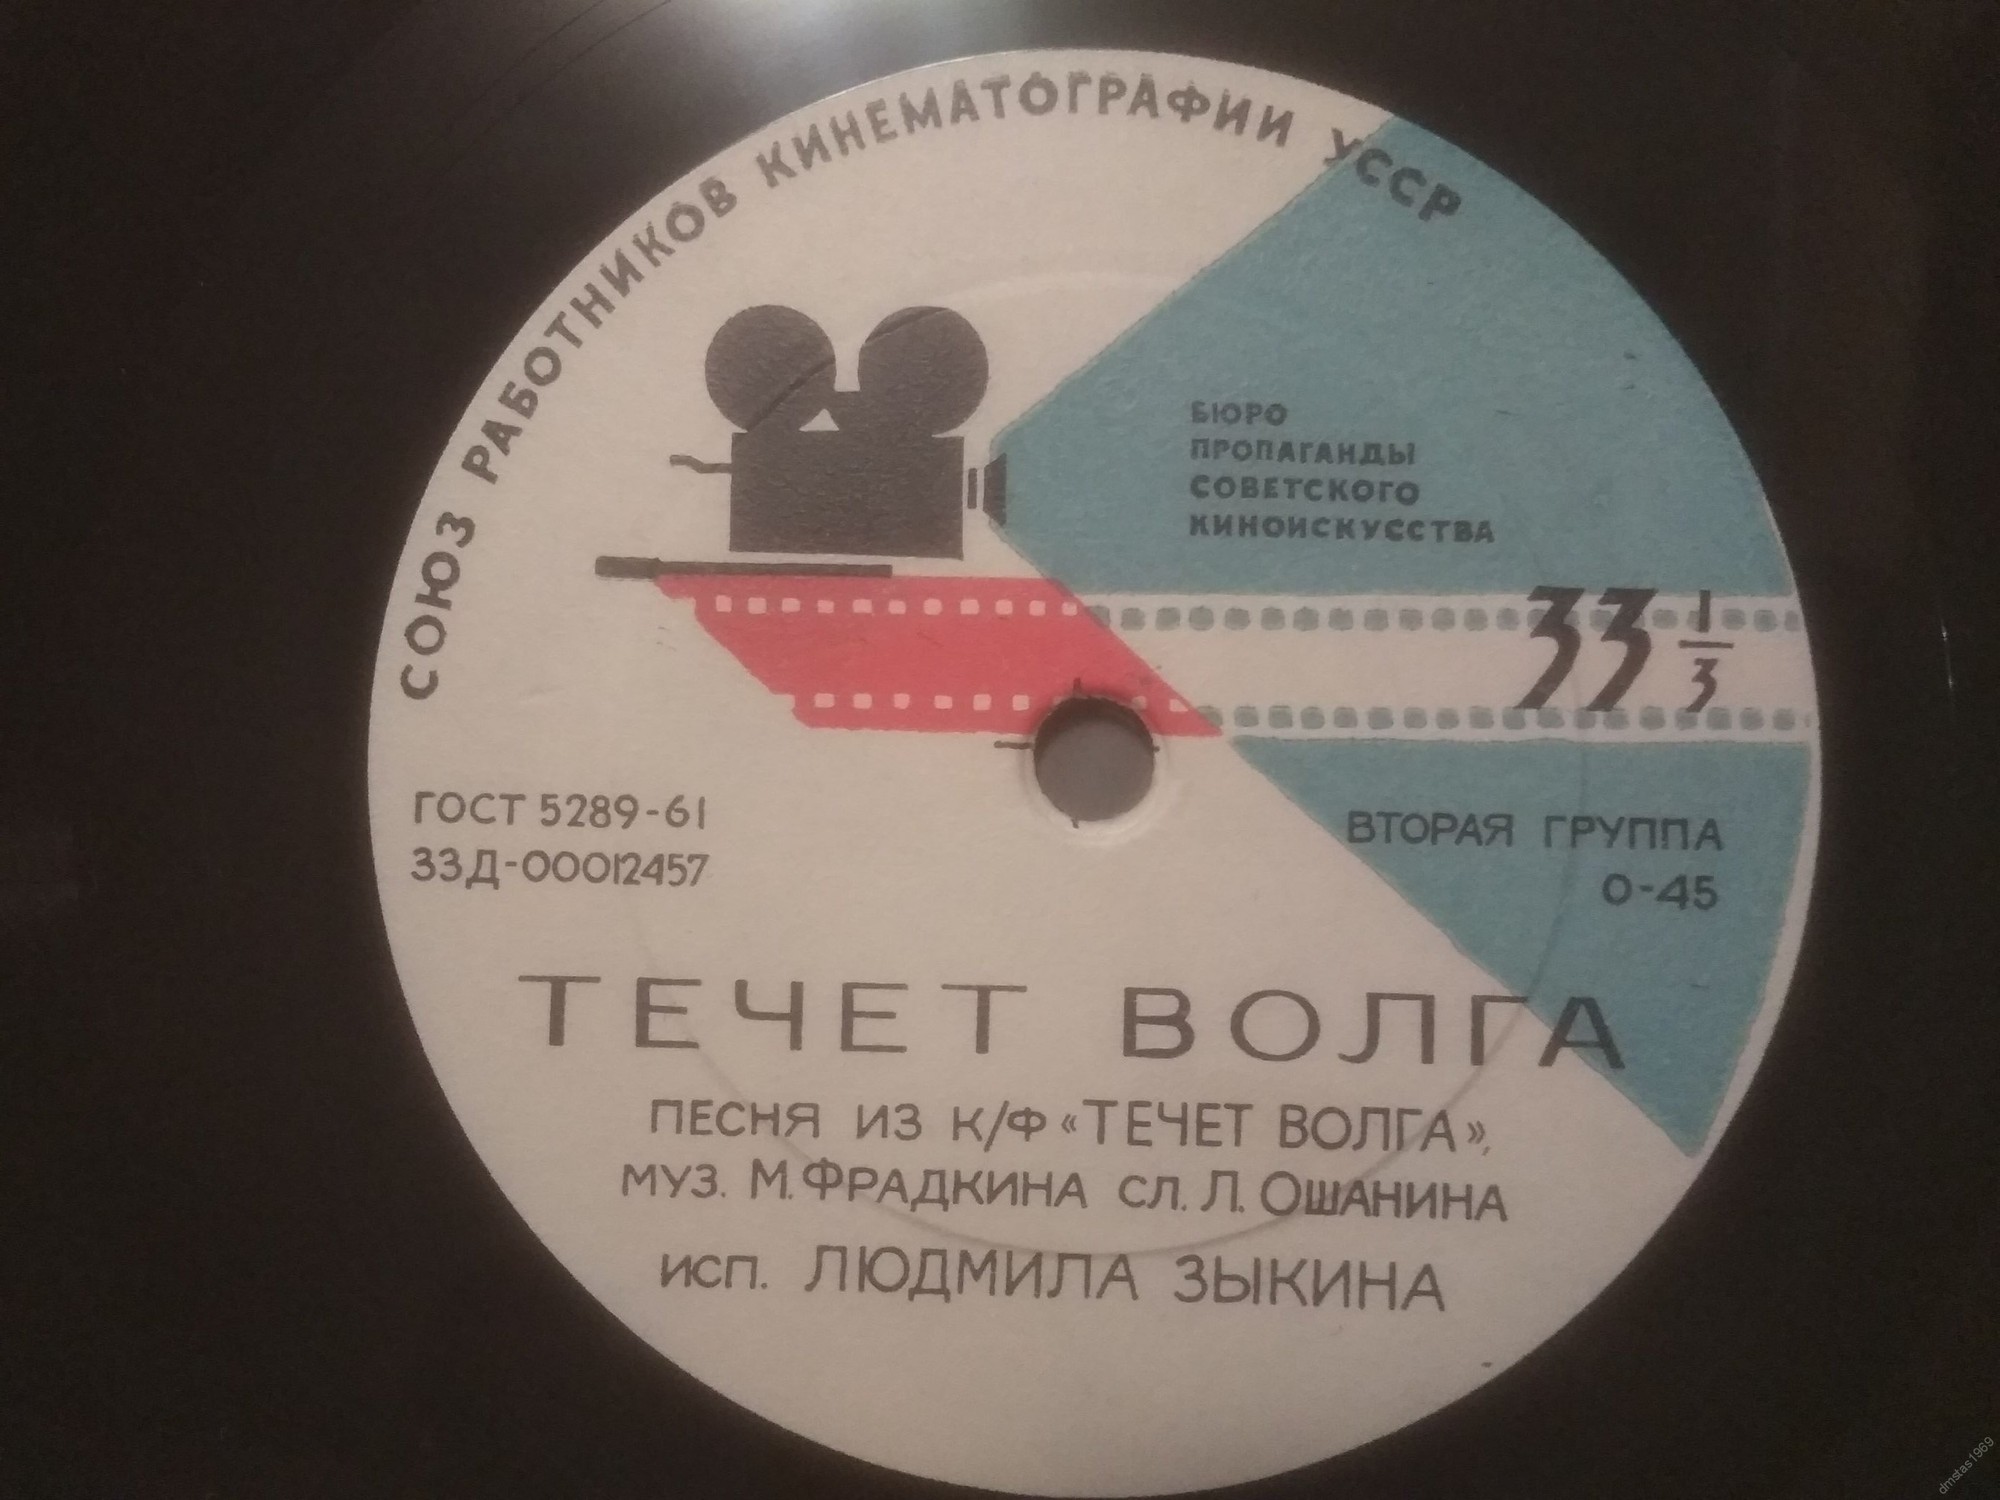 СОЮЗ РАБОТНИКОВ КИНЕМАТОГРАФИИ УССР
БЮРО
ПРОПАГАНДЫ
СОВЕТСКОГО
КИНОИСКУССТВА
33 1/3
ГОСТ 5289-61
33Д-00012457
ВТОРАЯ ГРУППА
0-45
ТЕЧЕТ ВОЛГА
ПЕСНЯ ИЗ К/Ф «ТЕЧЕТ ВОЛГА»,
МУЗ. М. ФРАДКИНА СЛ. Л. ОШАНИНА
ИСП. ЛЮДМИЛА ЗЫКИНА
dmstas1969